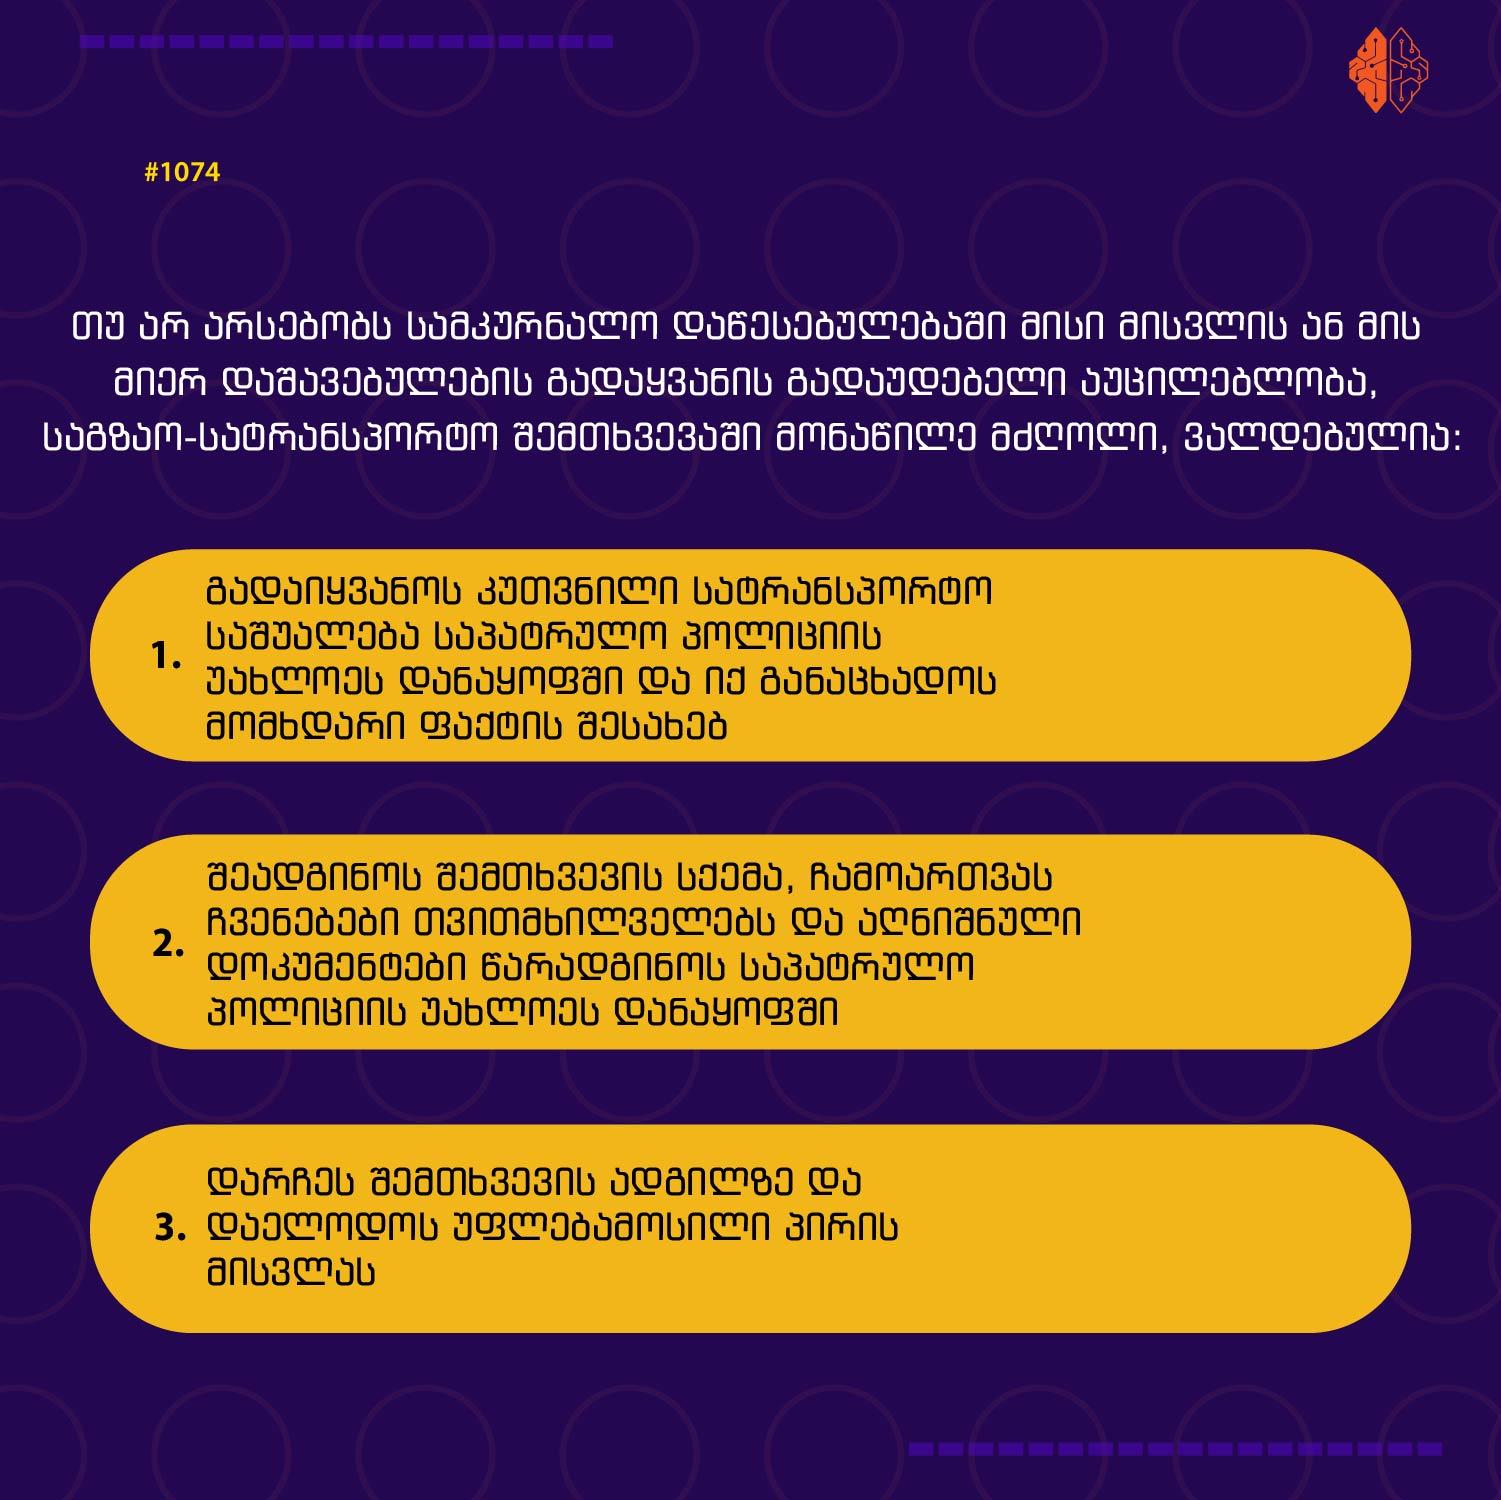 #1074
თუ არ არსებობს სამკურნალო დაწესებულებაში მისი მისვლის ან მის
მიერ დაშავებულების გადაყვანის გადაუდებელი აუცილებლობა,
საგზაო-სატრანსპორტო შემთხვევაში მონაწილე მძღოლი, ვალდებულია:
გადაიყვანოს კუთვნილი სატრანსპორტო
საშუალება საპატრულო პოლიციის
1. უახლოეს დანაყოფში და იქ განაცხადოს
მომხდარი ფაქტის შესახებ
შეადგინოს შემთხვევის სქემა, ჩამოართვას
ჩვენებები თვითმხილველებს და აღნიშნული
2. დოკუმენტები წარადგინოს საპატრულო
პოლიციის უახლოეს დანაყოფში
დარჩეს შემთხვევის ადგილზე და
3. დაელოდოს უფლებამოსილი პირის
მისვლას